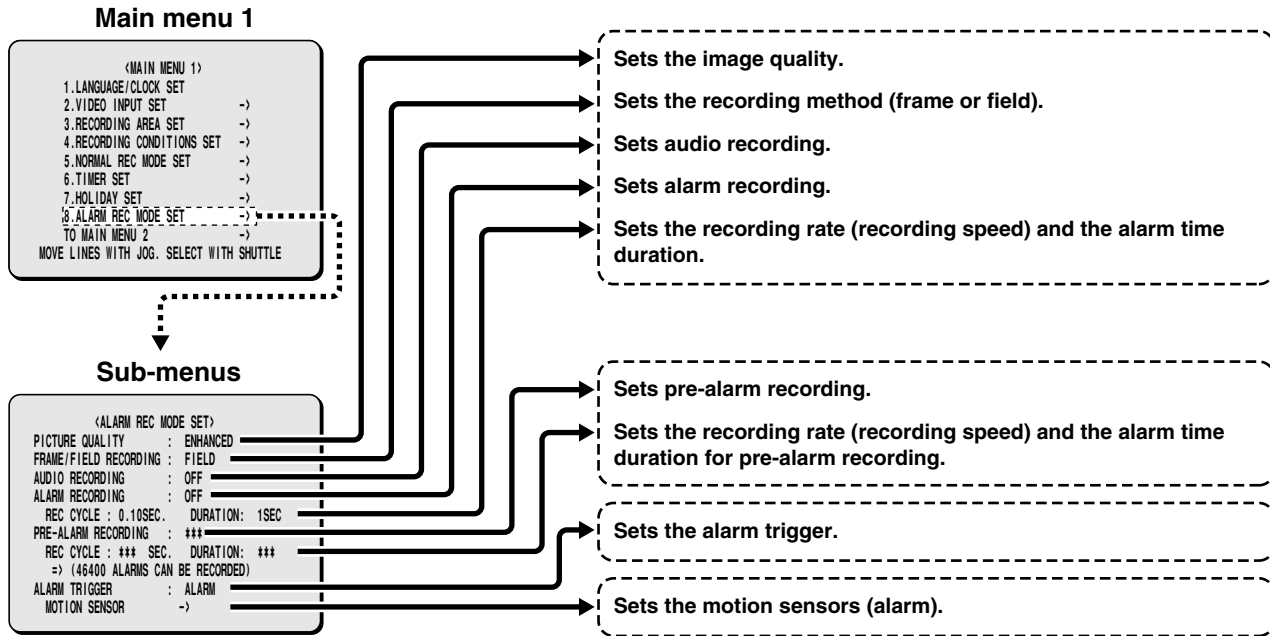 Main menu 1
<MAIN MENU 1>
1.LANGUAGE/CLOCK SET
2.VIDEO INPUT SET ->
3.RECORDING AREA SET ->
4.RECORDING CONDITIONS SET ->
5.NORMAL REC MODE SET ->
6.TIMER SET ->
7.HOLIDAY SET ->
8.ALARM REC MODE SET ->
TO MAIN MENU 2 ->
MOVE LINES WITH JOG. SELECT WITH SHUTTLE
Sets the image quality.
Sets the recording method (frame or field).
Sets audio recording.
Sets alarm recording.
Sets the recording rate (recording speed) and the alarm time
duration.
Sub-menus
<ALARM REC MODE SET>
PICTURE QUALITY : ENHANCED
FRAME/FIELD RECORDING : FIELD
AUDIO RECORDING : OFF
ALARM RECORDING : OFF
REC CYCLE : 0.10SEC. DURATION: 1SEC
PRE-ALARM RECORDING : ***
REC CYCLE : *** SEC. DURATION: ***
=> (46400 ALARMS CAN BE RECORDED)
ALARM TRIGGER : ALARM
MOTION SENSOR ->
Sets pre-alarm recording.
Sets the recording rate (recording speed) and the alarm time
duration for pre-alarm recording.
Sets the alarm trigger.
Sets the motion sensors (alarm).